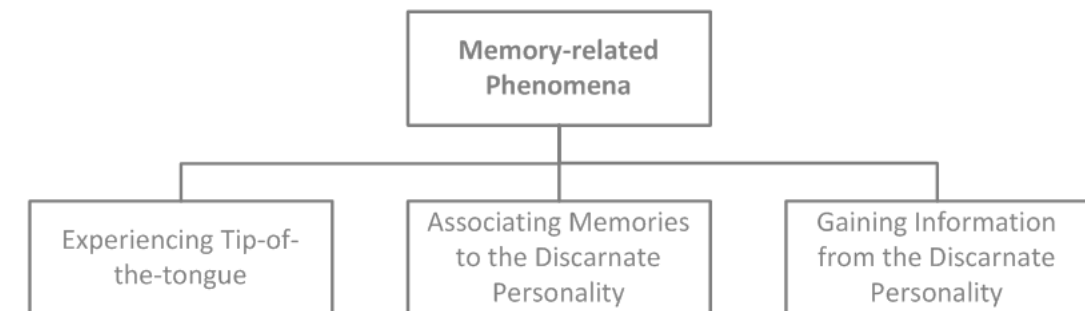 Memory-related
Phenomena
Experiencing Tip-of-
the-tongue
Associating Memories
to the Discarnate
Personality
Gaining Information
from the Discarnate
Personality